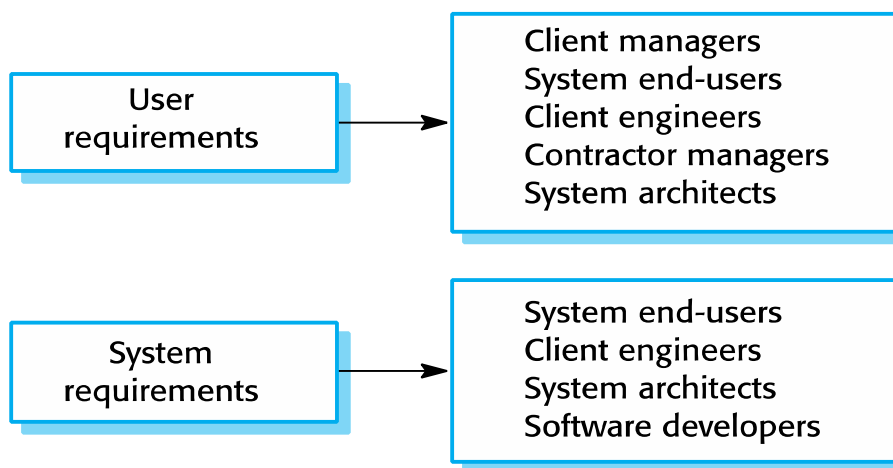 User
requirements
Client managers
System end-users
Client engineers
Contractor managers
System architects
System
requirements
System end-users
Client engineers
System architects
Software developers